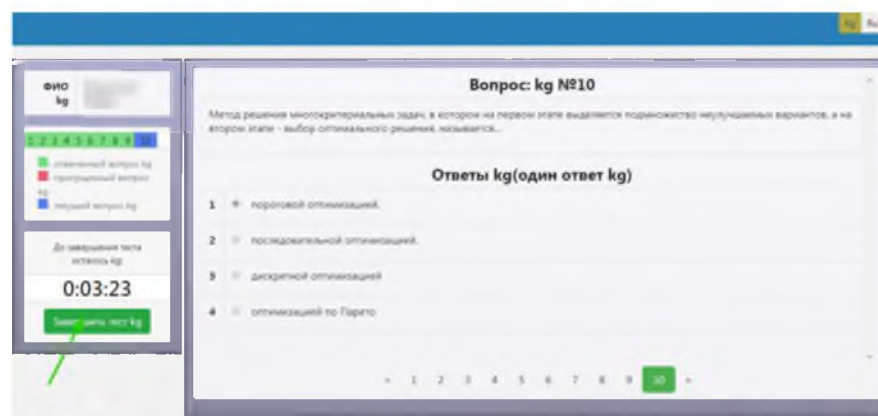 Kg Ru
ФИО
kg
Вопрос: kg №10
Метод решения многокритериальных задач, в котором на первом этапе выделяется подмножество неулучшаемых вариантов, а на
втором этапе - выбор оптимального решения, называется...
1 2 3 4 5 6 7 8 9 10
отвеченный вопрос kg
пропущенный вопрос
kg
текущий вопрос kg
Ответы kg(один ответ kg)
1 пороговой оптимизацией.
2 последовательной оптимизацией.
3 дискретной оптимизацией
4 оптимизацией по Парето
До завершения теста
осталось kg:
0:03:23
Завершить тест kg
« 1 2 3 4 5 6 7 8 9 10 »